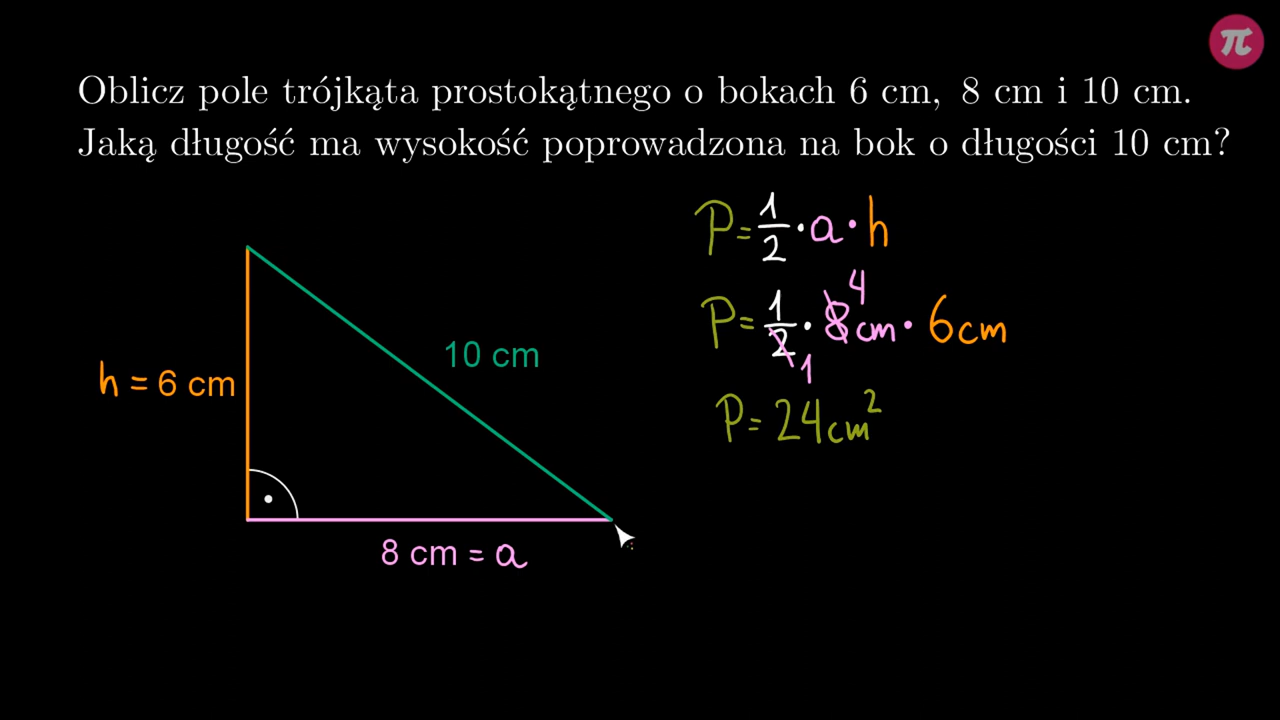 π
Oblicz pole trójkąta prostokątnego o bokach 6 cm, 8 cm i 10 cm.
Jaką długość ma wysokość poprowadzona na bok o długości 10 cm?
P = 1/2 · a · h
4
P = 1/2 · 8cm · 6cm
1
10 cm
h = 6 cm
P = 24cm²
8 cm = a